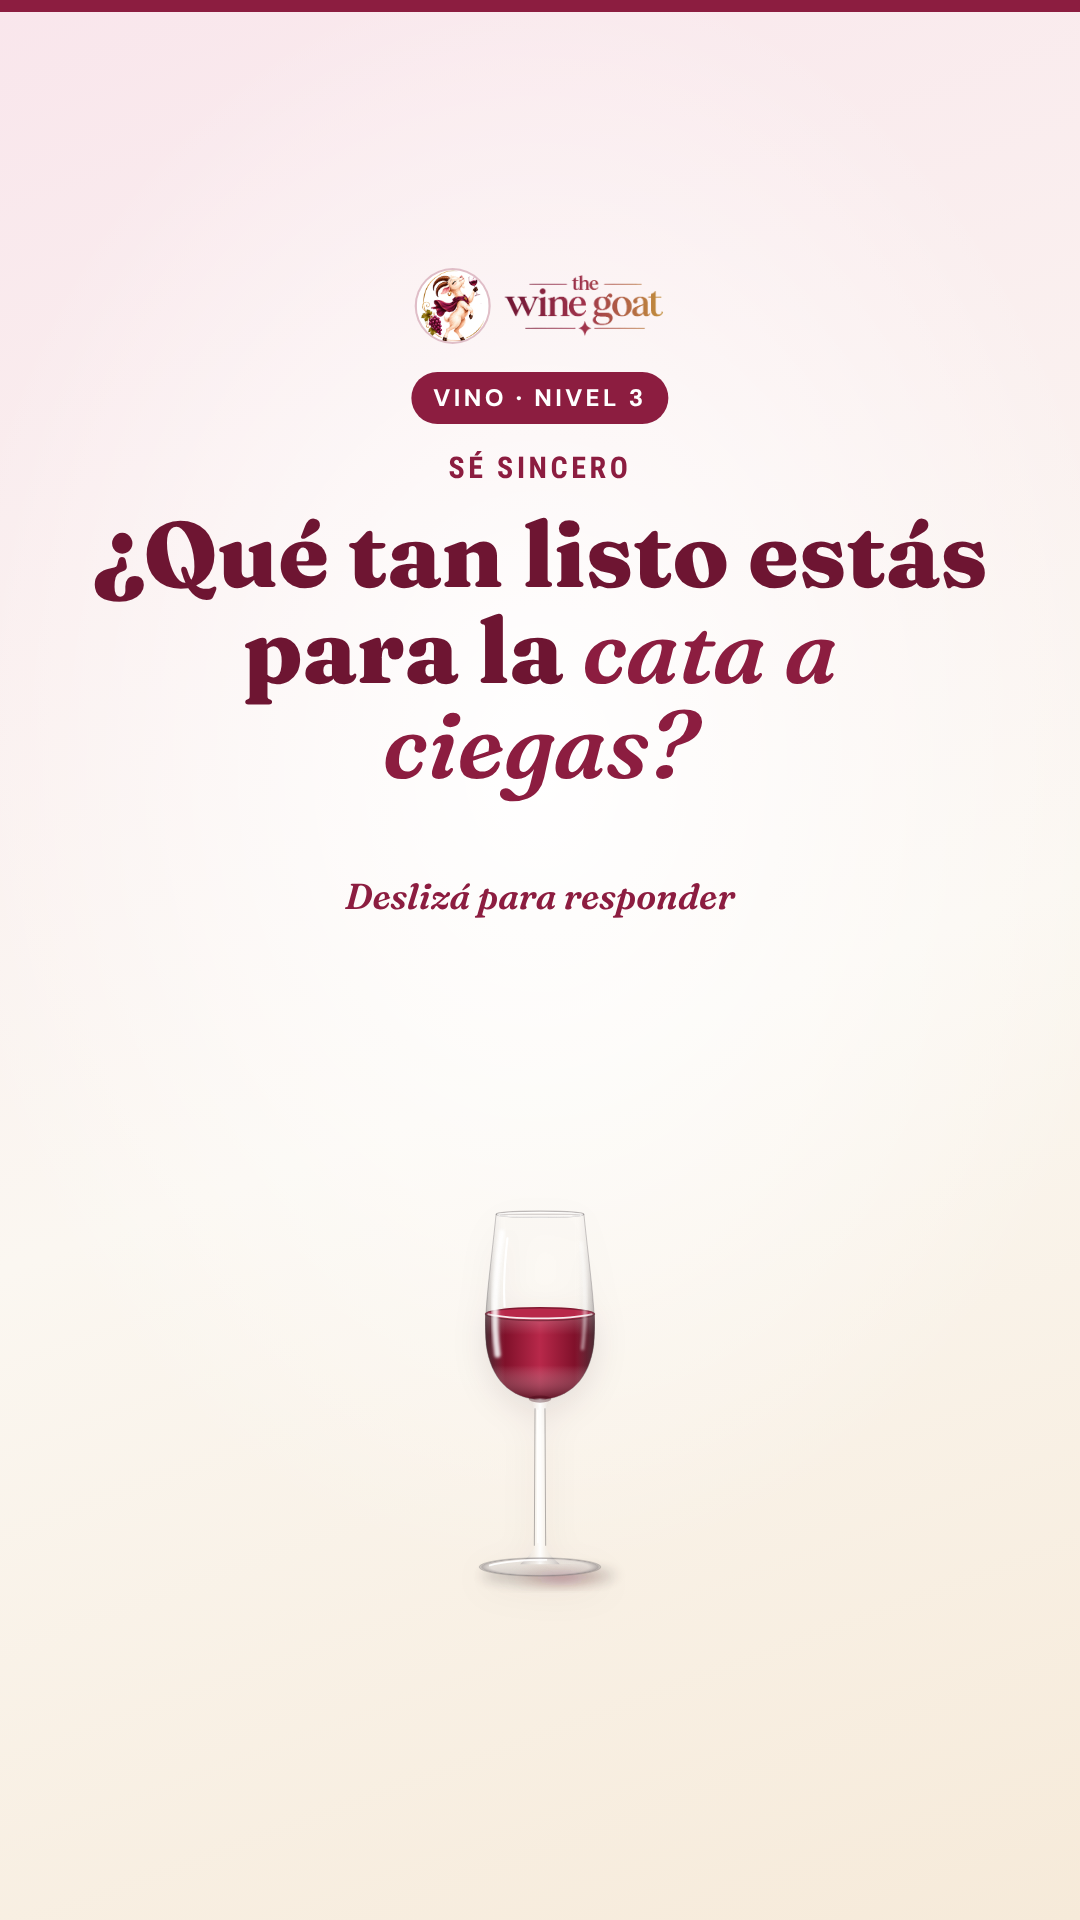 the
wine goat
VINO · NIVEL 3
SÉ SINCERO
¿Qué tan listo estás
para la cata a
ciegas?
Deslizá para responder